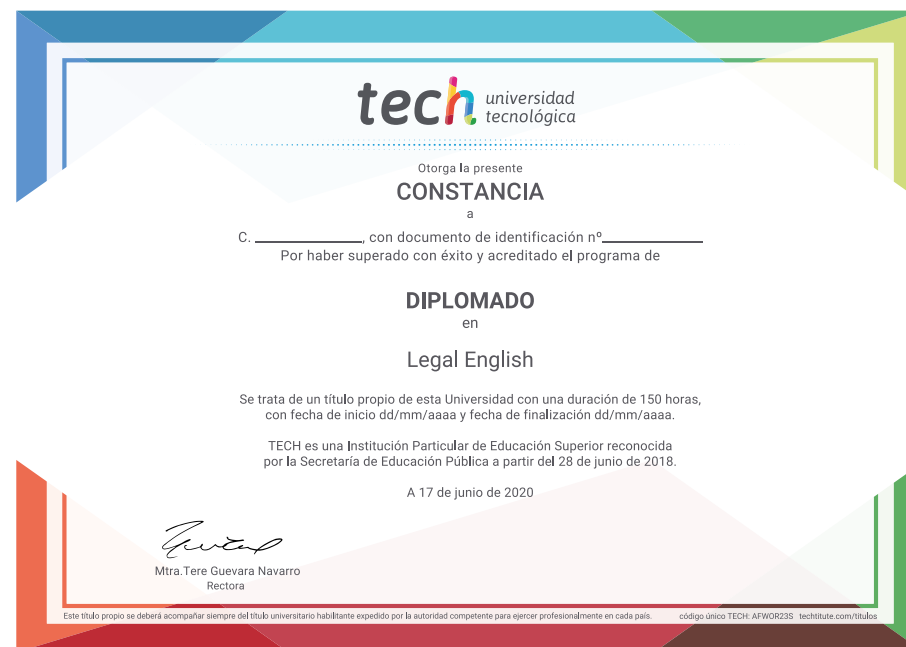 tech universidad
tecnológica
Otorga la presente
CONSTANCIA
a
C. ____________, con documento de identificación nº____________
Por haber superado con éxito y acreditado el programa de
DIPLOMADO
en
Legal English
Se trata de un título propio de esta Universidad con una duración de 150 horas,
con fecha de inicio dd/mm/aaaa y fecha de finalización dd/mm/aaaa.
TECH es una Institución Particular de Educación Superior reconocida
por la Secretaría de Educación Pública a partir del 28 de junio de 2018.
A 17 de junio de 2020
Mtra.Tere Guevara Navarro
Rectora
Este título propio se deberá acompañar siempre del título universitario habilitante expedido por la autoridad competente para ejercer profesionalmente en cada país. código único TECH: AFWOR23S techtitute.com/titulos